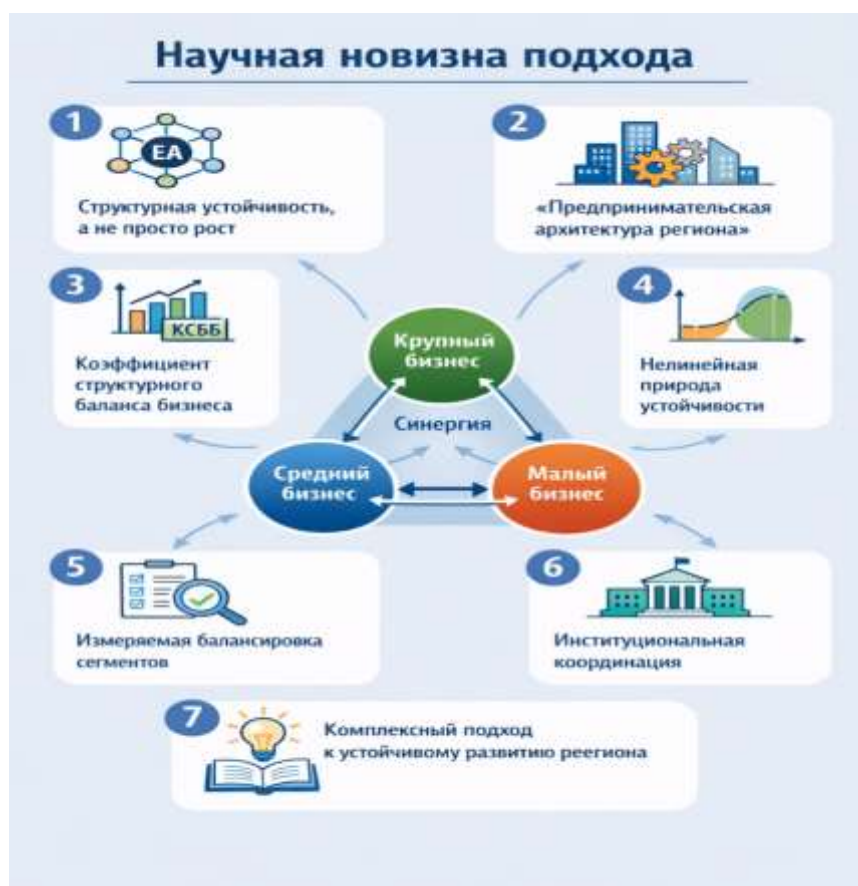 Научная новизна подхода
1
EA
Структурная устойчивость,
а не просто рост
2
«Предпринимательская
архитектура региона»
3
КСББ
Коэффициент
структурного
баланса бизнеса
4
Нелинейная
природа
устойчивости
Крупный
бизнес
Синергия
Средний
бизнес
Малый
бизнес
5
Измеряемая балансировка
сегментов
6
Институциональная
координация
7
Комплексный подход
к устойчивому развитию реегиона